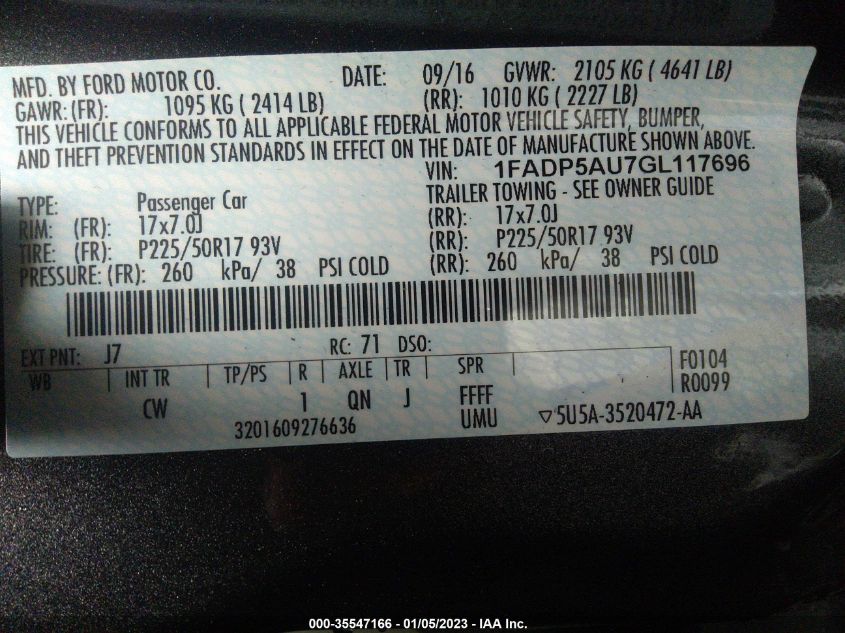 MFD. BY FORD MOTOR CO. DATE: 09/16 GVWR: 2105 KG ( 4641 LB)
GAWR: (FR): 1095 KG ( 2414 LB) (RR): 1010 KG ( 2227 LB)
THIS VEHICLE CONFORMS TO ALL APPLICABLE FEDERAL MOTOR VEHICLE SAFETY, BUMPER,
AND THEFT PREVENTION STANDARDS IN EFFECT ON THE DATE OF MANUFACTURE SHOWN ABOVE.
VIN: 1FADP5AU7GL117696
TRAILER TOWING - SEE OWNER GUIDE
TYPE: Passenger Car
RIM: (FR): 17x7.0J (RR): 17x7.0J
TIRE: (FR): P225/50R17 93V (RR): P225/50R17 93V
PRESSURE: (FR): 260 kPa/ 38 PSI COLD (RR): 260 kPa/ 38 PSI COLD
EXT PNT: J7 RC: 71 DSO:
WB INT TR TP/PS R AXLE TR SPR F0104
R0099
CW 1 QN J FFFF
UMU
3201609276636 ▽5U5A-3520472-AA
000-35547166 - 01/05/2023 - IAA Inc.